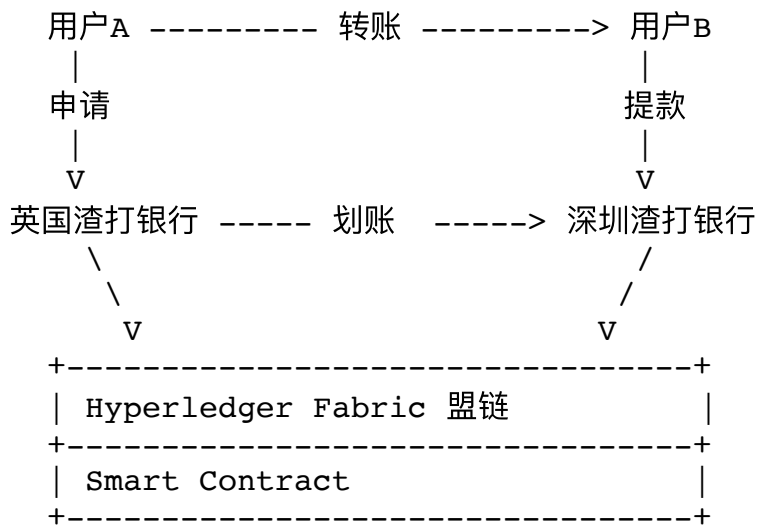 用户A --------- 转账 ---------> 用户B
|                              |
申请                           提款
|                              |
V                              V
英国渣打银行 ----- 划账  -----> 深圳渣打银行
\                             /
\                           /
V                        V
+---------------------------------+
| Hyperledger Fabric 盟链          |
+---------------------------------+
| Smart Contract                  |
+---------------------------------+